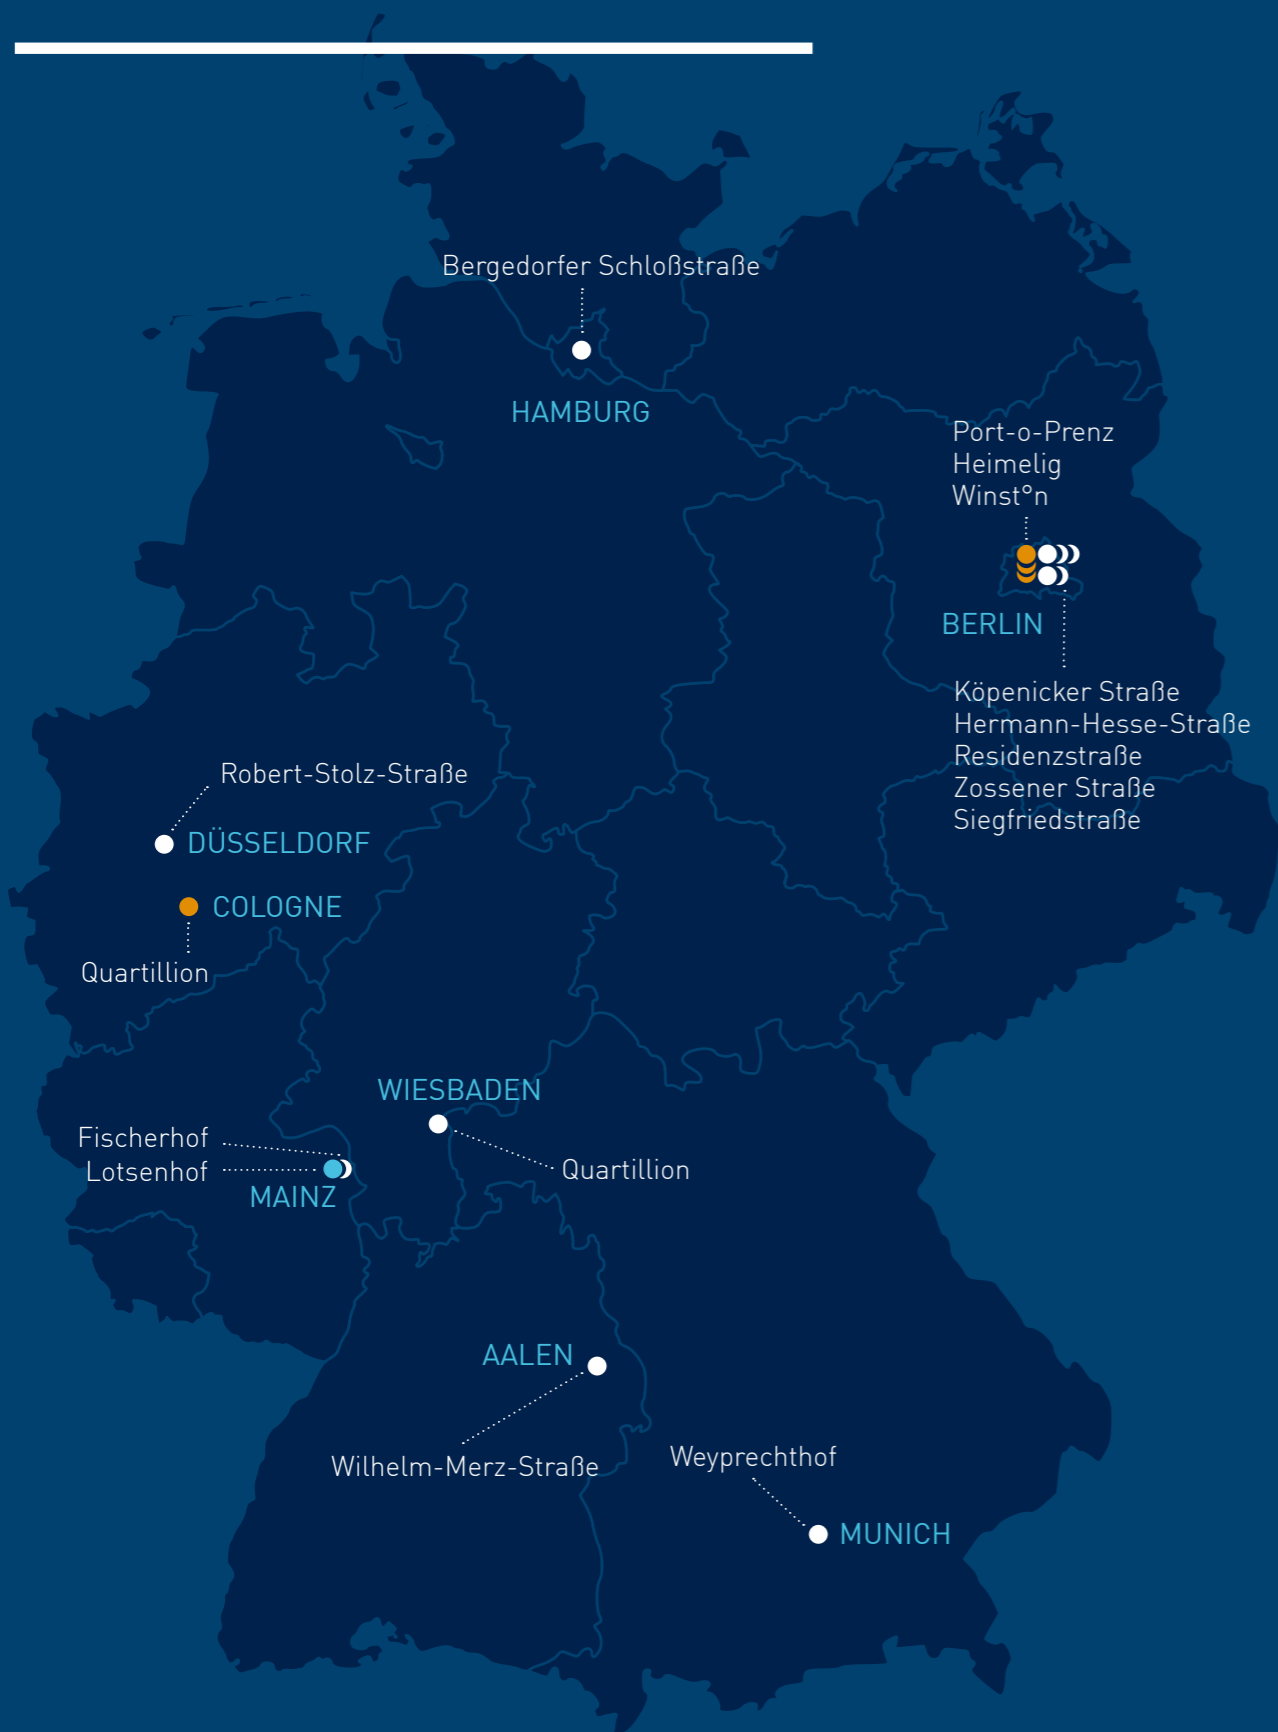 Bergedorfer Schloßstraße
HAMBURG
Port-o-Prenz
Heimelig
Winst°n
BERLIN
Köpenicker Straße
Hermann-Hesse-Straße
Residenzstraße
Zossener Straße
Siegfriedstraße
Robert-Stolz-Straße
DÜSSELDORF
COLOGNE
Quartillion
WIESBADEN
Quartillion
Fischerhof
Lotsenhof
MAINZ
AALEN
Wilhelm-Merz-Straße
Weyprechthof
MUNICH